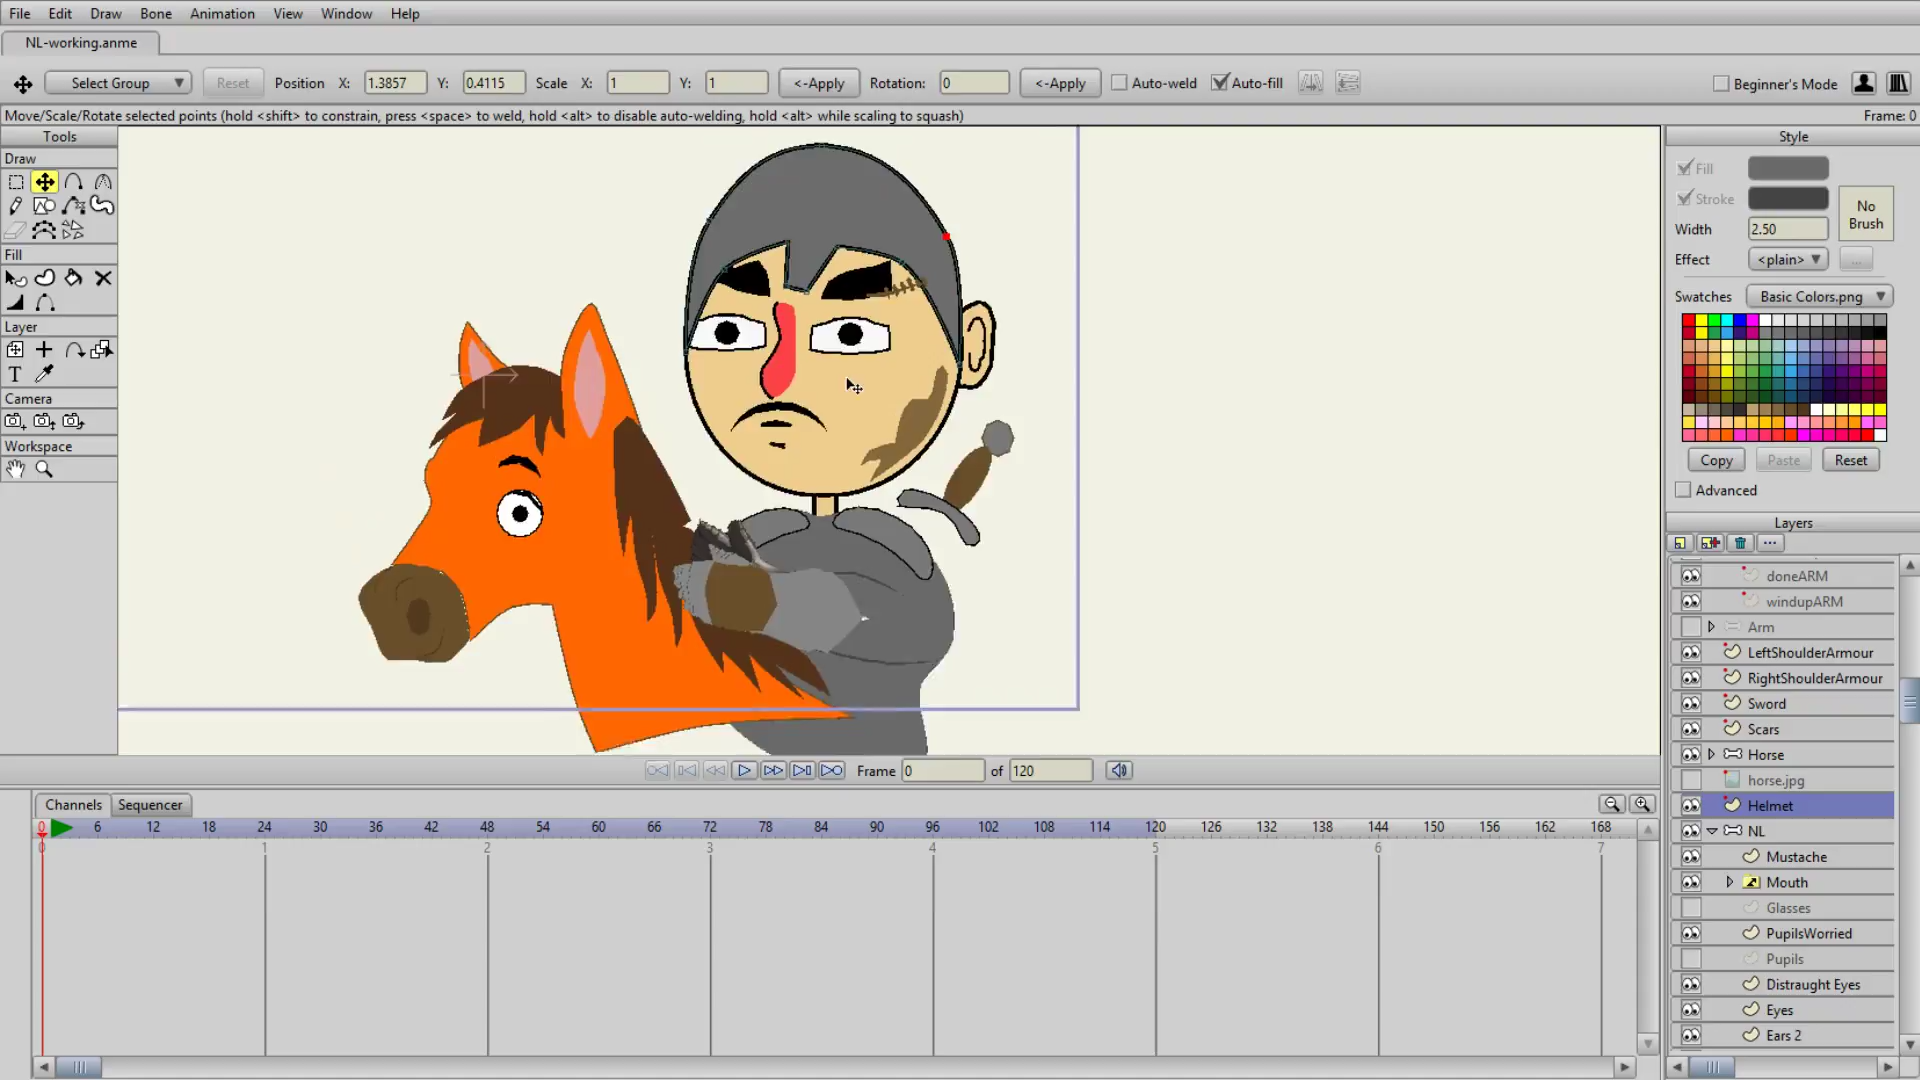 File Edit Draw Bone Animation View Window Help
NL-working.anme
Select Group Reset Position X: 1.3857 Y: 0.4115 Scale X: 1 Y: 1 <-Apply Rotation: 0 <-Apply Auto-weld Auto-fill Beginner's Mode
Move/Scale/Rotate selected points (hold <shift> to constrain, press <space> to weld, hold <alt> to disable auto-welding, hold <alt> while scaling to squash) Frame: 0
Tools
Draw
Fill
Layer
Camera
Workspace
Style
Fill
Stroke
No Brush
Width 2.50
Effect <plain> ...
Swatches Basic Colors.png
Copy Paste Reset
Advanced
Layers
doneARM
windupARM
Arm
LeftShoulderArmour
RightShoulderArmour
Sword
Scars
Horse
horse.jpg
Helmet
NL
Mustache
Mouth
Glasses
PupilsWorried
Pupils
Distraught Eyes
Eyes
Ears 2
Frame 0 of 120
Channels Sequencer
0 6 12 18 24 30 36 42 48 54 60 66 72 78 84 90 96 102 108 114 120 126 132 138 144 150 156 162 168
0 1 2 3 4 5 6 7